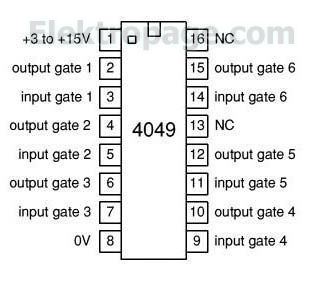 Elektropage.com
+3 to +15V 1 16 NC
output gate 1 2 15 output gate 6
input gate 1 3 14 input gate 6
output gate 2 4 13 NC
4049
input gate 2 5 12 output gate 5
output gate 3 6 11 input gate 5
input gate 3 7 10 output gate 4
0V 8 9 input gate 4